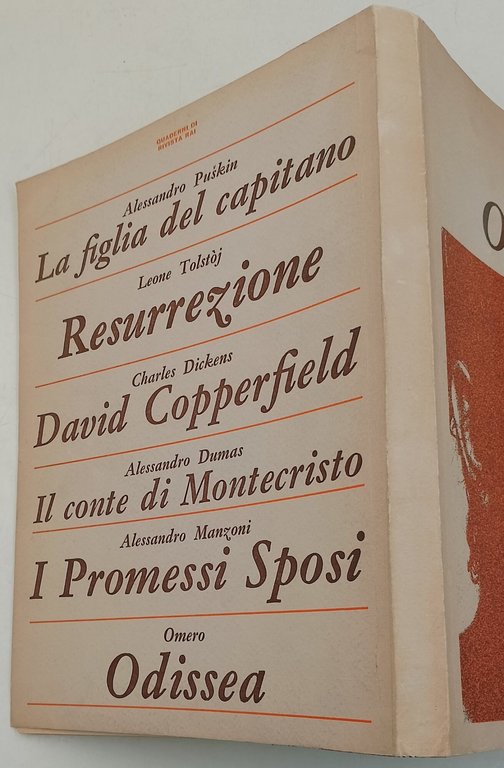 QUADERNI DI
RIVISTA RAI
Alessandro Puškin
La figlia del capitano
Leone Tolstòj
Resurrezione
Charles Dickens
David Copperfield
Alessandro Dumas
Il conte di Montecristo
Alessandro Manzoni
I Promessi Sposi
Omero
Odissea
O